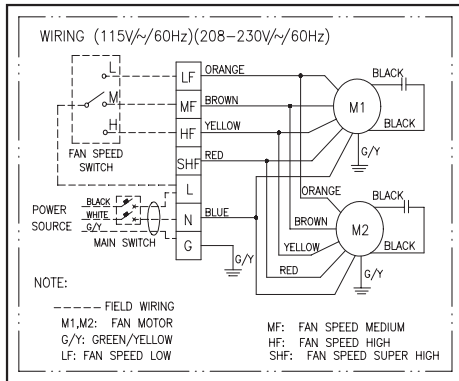 WIRING (115V/~/60Hz)(208-230V/~/60Hz)
L
M
H
FAN SPEED
SWITCH
LF
MF
HF
SHF
L
N
G
ORANGE
BROWN
YELLOW
RED
BLUE
G/Y
M1
BLACK
BLACK
G/Y
ORANGE
BROWN
YELLOW
RED
M2
BLACK
BLACK
G/Y
POWER
SOURCE
BLACK
WHITE
G/Y
MAIN SWITCH
NOTE:
------ FIELD WIRING
M1,M2: FAN MOTOR
G/Y: GREEN/YELLOW
LF: FAN SPEED LOW
MF: FAN SPEED MEDIUM
HF: FAN SPEED HIGH
SHF: FAN SPEED SUPER HIGH